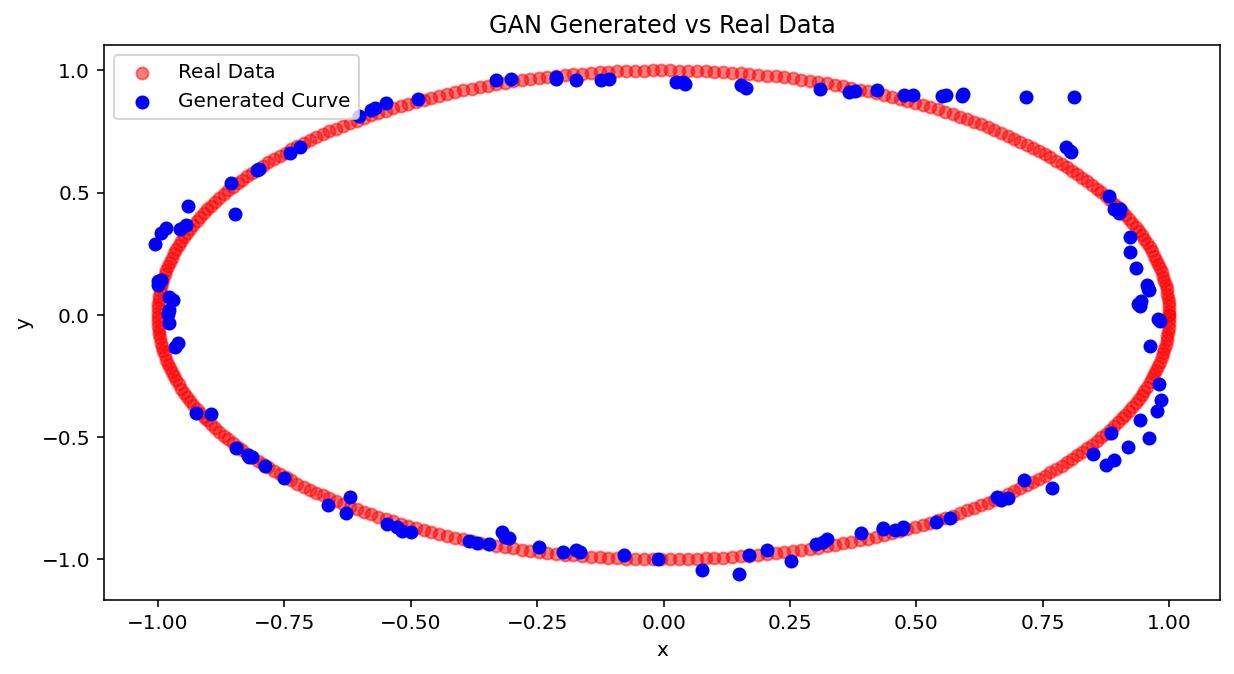 GAN Generated vs Real Data
Real Data
Generated Curve
1.0
0.5
0.0
−0.5
−1.0
y
−1.00 −0.75 −0.50 −0.25 0.00 0.25 0.50 0.75 1.00
x